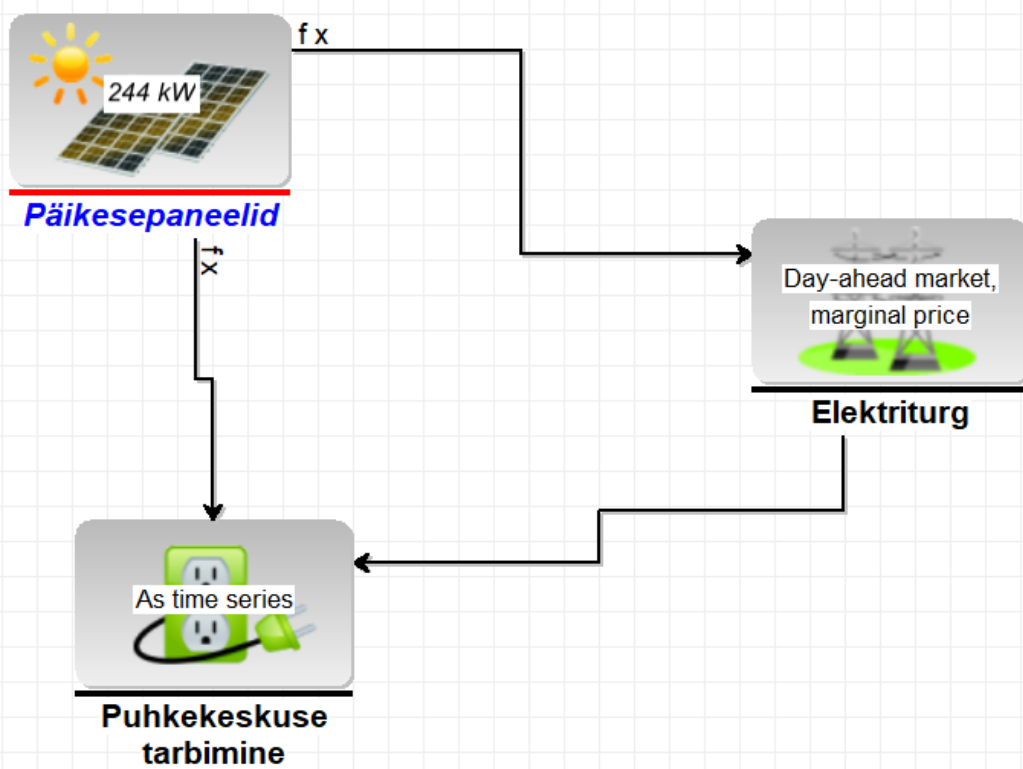 f x
244 kW
Päikesepaneelid
f x
Day-ahead market,
marginal price
Elektriturg
As time series
Puhkekeskuse
tarbimine